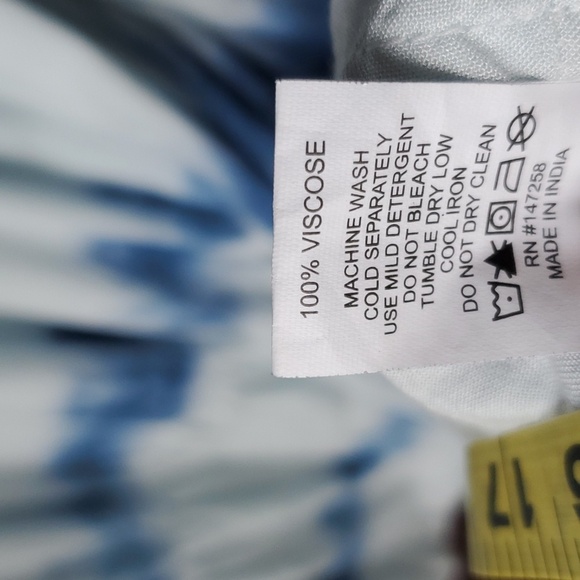 100% VISCOSE
MACHINE WASH
COLD SEPARATELY
USE MILD DETERGENT
DO NOT BLEACH
TUMBLE DRY LOW
COOL IRON
DO NOT DRY CLEAN
RN #147258
MADE IN INDIA
17